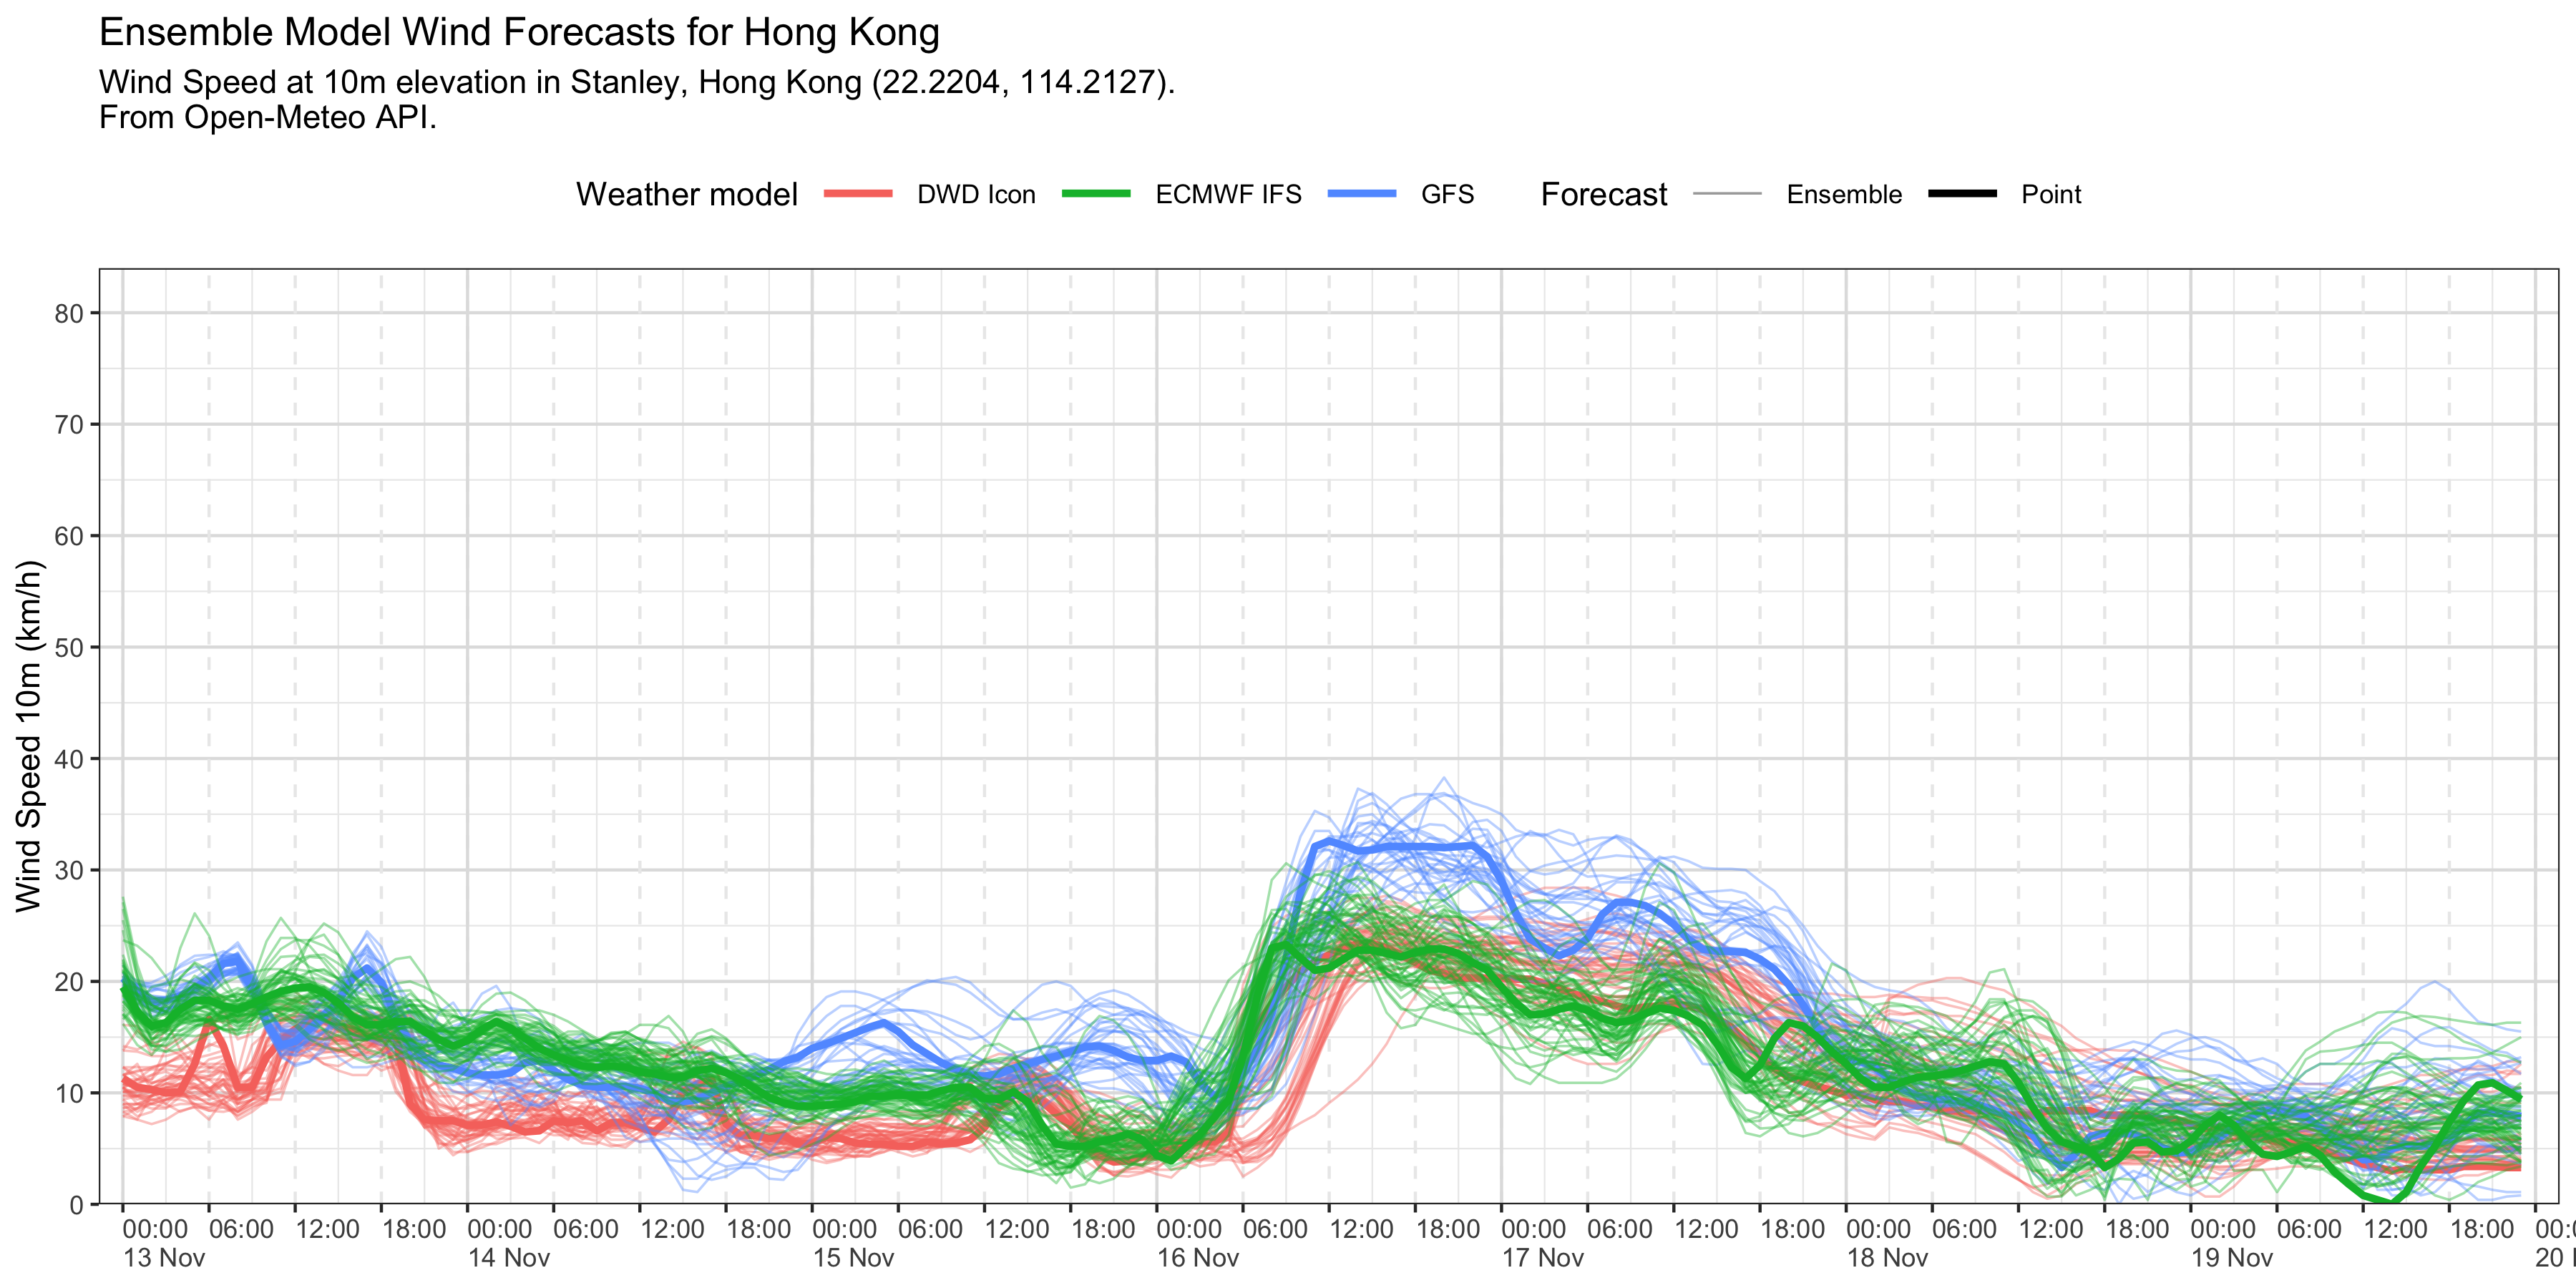 Ensemble Model Wind Forecasts for Hong Kong
Wind Speed at 10m elevation in Stanley, Hong Kong (22.2204, 114.2127).
From Open-Meteo API.
Weather model DWD Icon ECMWF IFS GFS Forecast Ensemble Point
Wind Speed 10m (km/h)
80
70
60
50
40
30
20
10
0
00:00 06:00 12:00 18:00 00:00 06:00 12:00 18:00 00:00 06:00 12:00 18:00 00:00 06:00 12:00 18:00 00:00 06:00 12:00 18:00 00:00 06:00 12:00 18:00 00:00 06:00 12:00 18:00
13 Nov 14 Nov 15 Nov 16 Nov 17 Nov 18 Nov 19 Nov 20